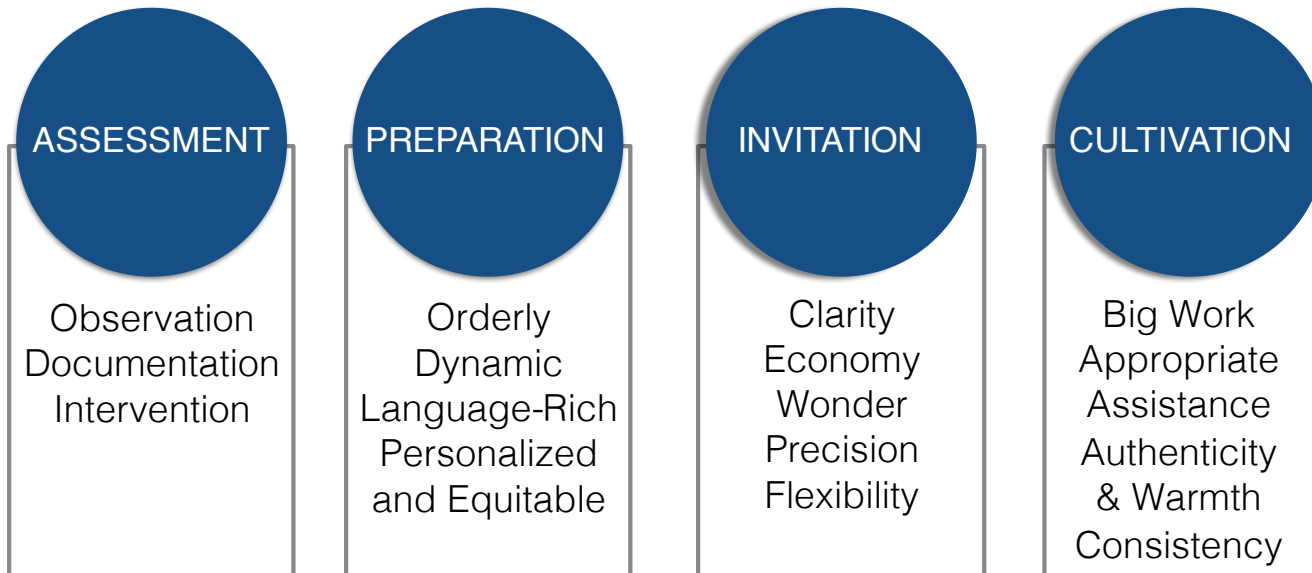 ASSESSMENT
Observation
Documentation
Intervention
PREPARATION
Orderly
Dynamic
Language-Rich
Personalized
and Equitable
INVITATION
Clarity
Economy
Wonder
Precision
Flexibility
CULTIVATION
Big Work
Appropriate
Assistance
Authenticity
& Warmth
Consistency